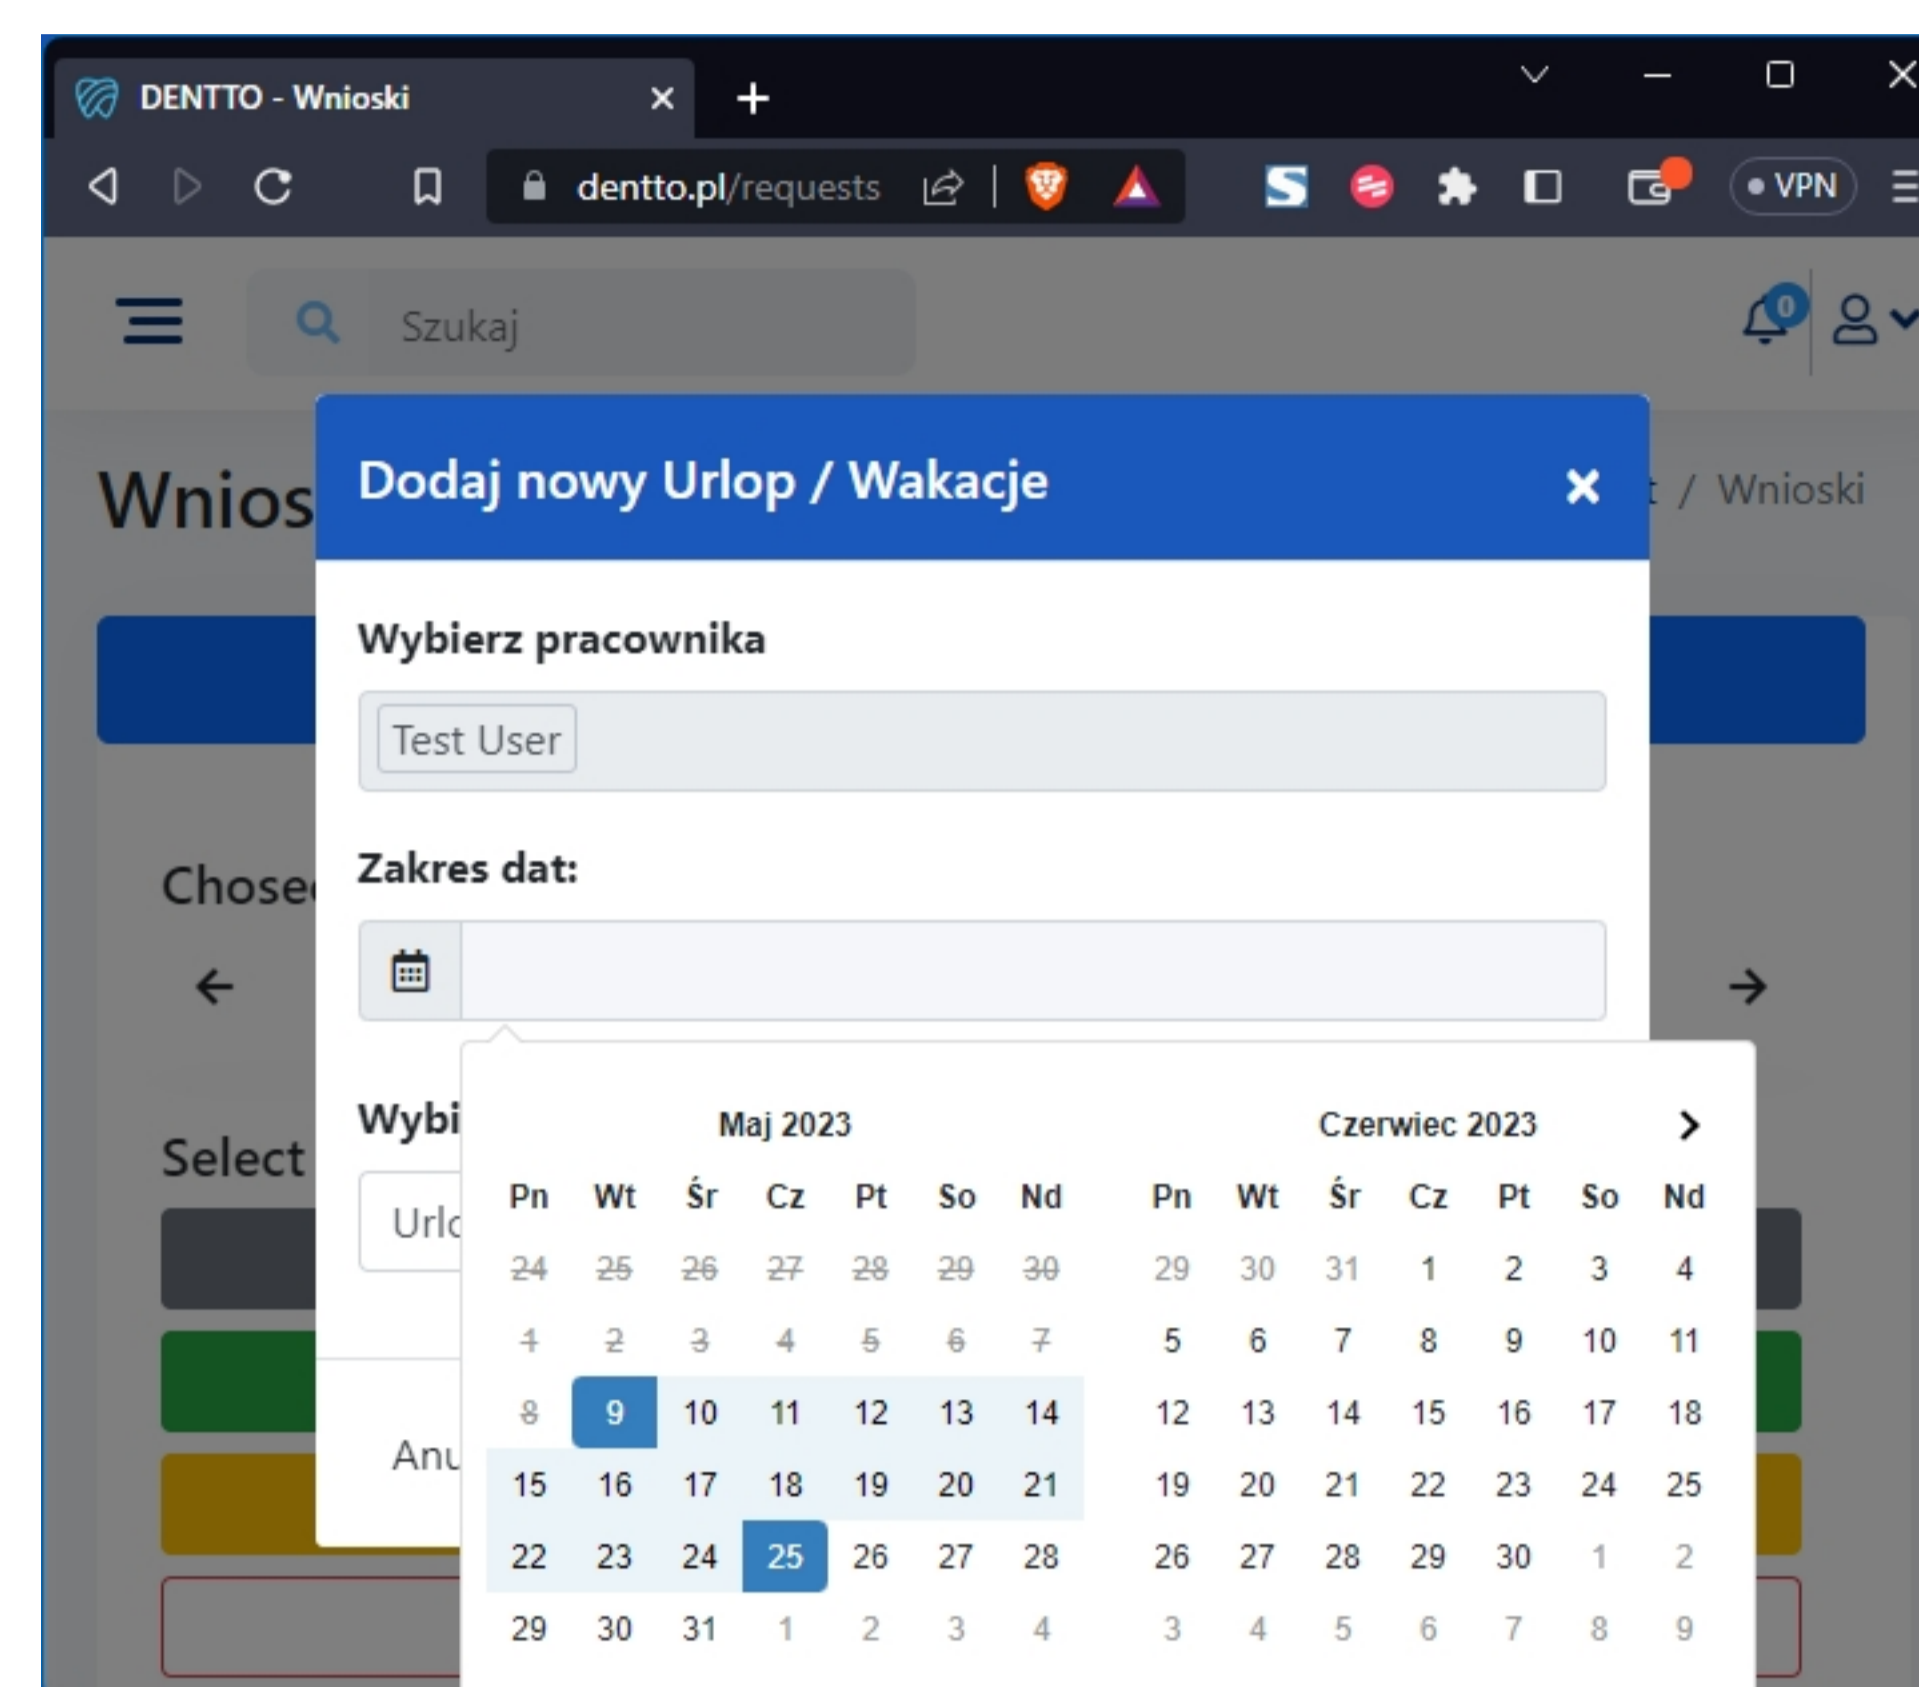 DENTTO - Wnioski
dentto.pl/requests
VPN
Szukaj
0
Wnios
/ Wnioski
Dodaj nowy Urlop / Wakacje
Wybierz pracownika
Test User
Zakres dat:
Chose
Wybi
Select
Urlo
Anu
Maj 2023
Pn Wt Śr Cz Pt So Nd
24 25 26 27 28 29 30
1 2 3 4 5 6 7
8 9 10 11 12 13 14
15 16 17 18 19 20 21
22 23 24 25 26 27 28
29 30 31 1 2 3 4
Czerwiec 2023
Pn Wt Śr Cz Pt So Nd
29 30 31 1 2 3 4
5 6 7 8 9 10 11
12 13 14 15 16 17 18
19 20 21 22 23 24 25
26 27 28 29 30 1 2
3 4 5 6 7 8 9